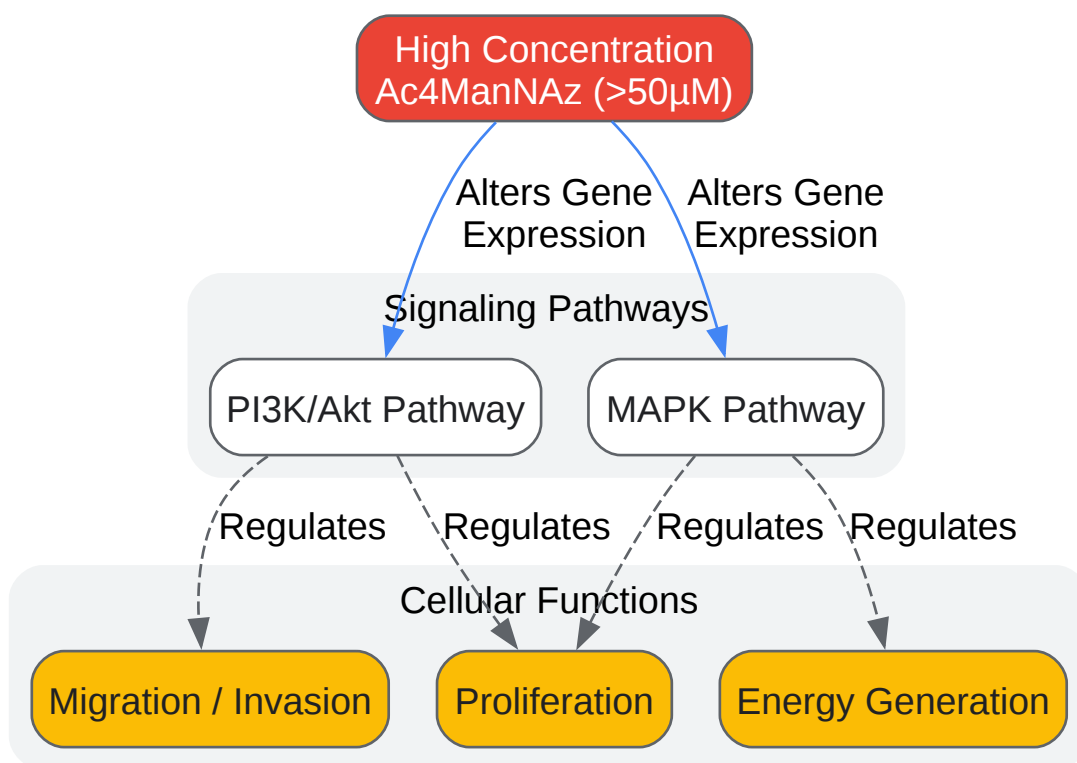 High Concentration
Ac4ManNAz (>50µM)
Alters Gene
Expression
Alters Gene
Expression
Signaling Pathways
PI3K/Akt Pathway
MAPK Pathway
Regulates
Regulates
Regulates
Regulates
Cellular Functions
Migration / Invasion
Proliferation
Energy Generation